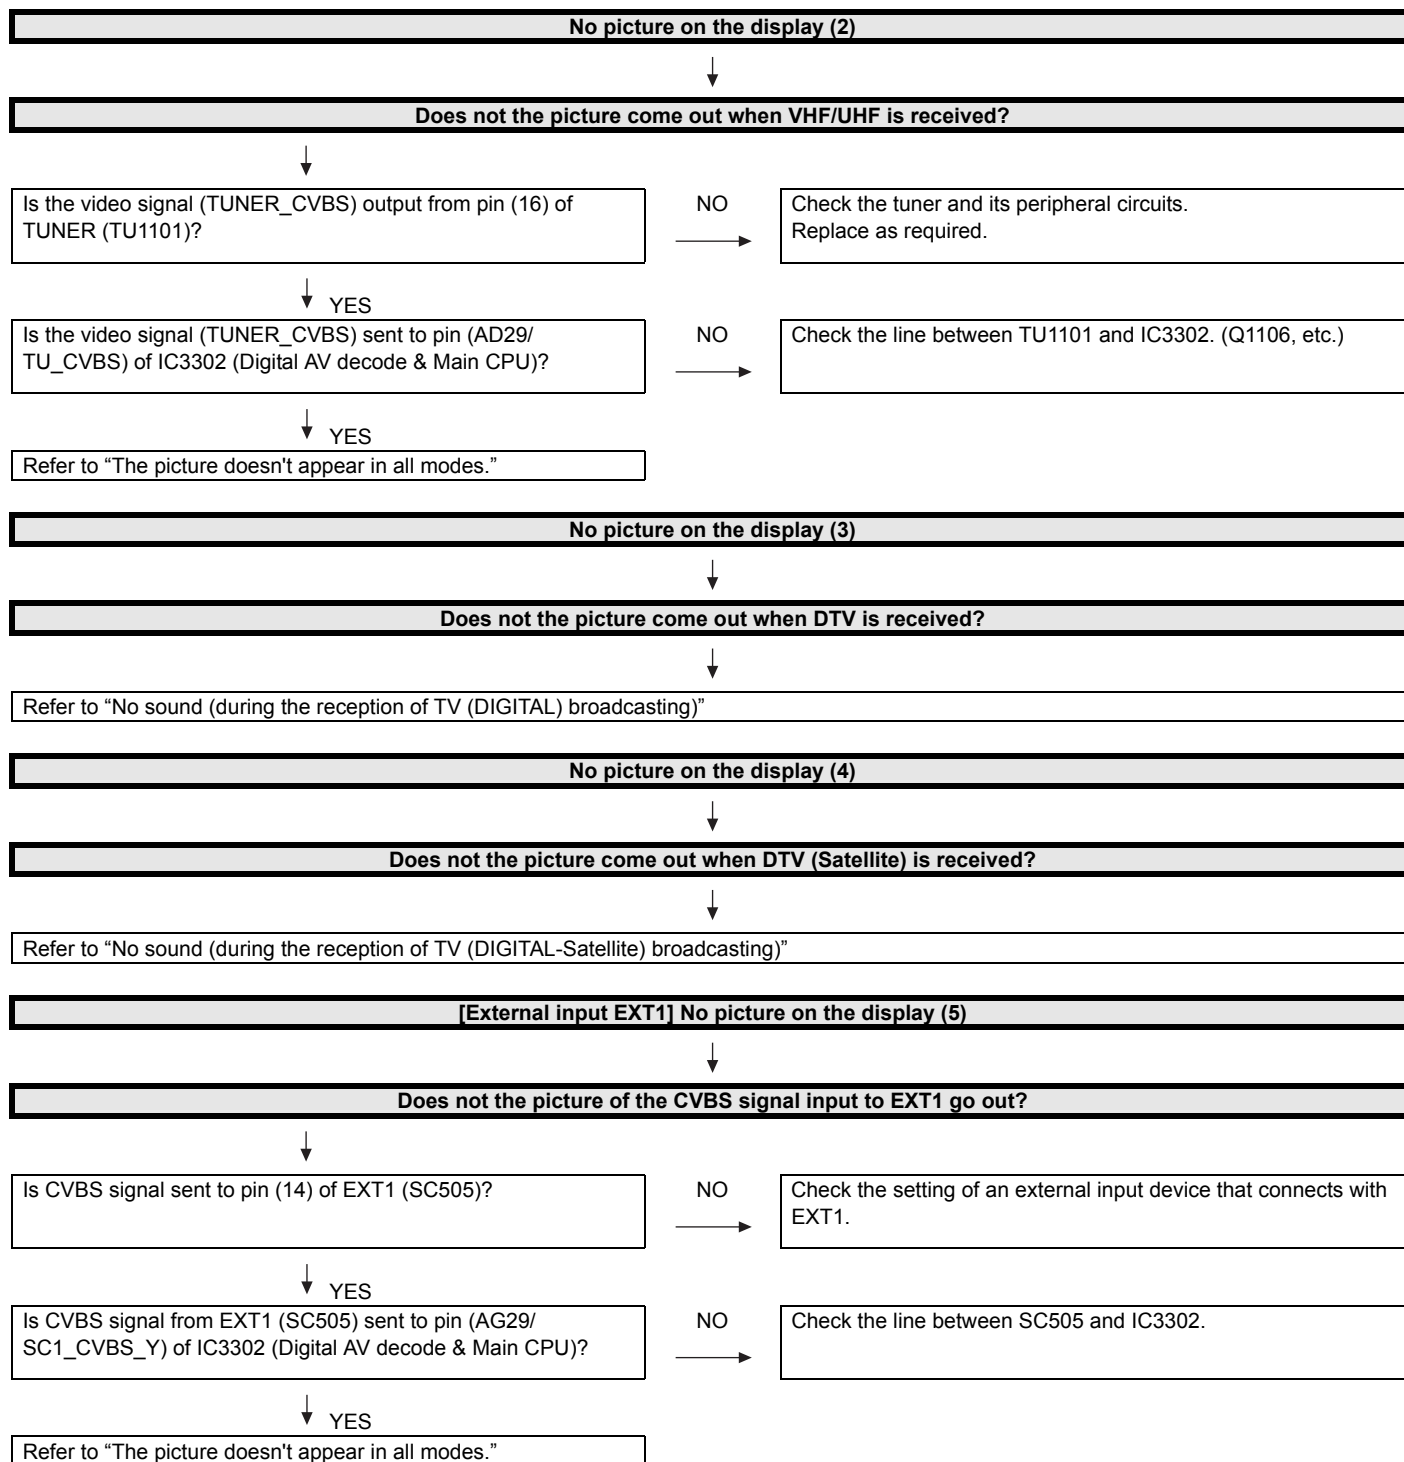 No picture on the display (2)
Does not the picture come out when VHF/UHF is received?
Is the video signal (TUNER_CVBS) output from pin (16) of
TUNER (TU1101)?
NO
Check the tuner and its peripheral circuits.
Replace as required.
YES
Is the video signal (TUNER_CVBS) sent to pin (AD29/
TU_CVBS) of IC3302 (Digital AV decode & Main CPU)?
NO
Check the line between TU1101 and IC3302. (Q1106, etc.)
YES
Refer to “The picture doesn't appear in all modes.”
No picture on the display (3)
Does not the picture come out when DTV is received?
Refer to “No sound (during the reception of TV (DIGITAL) broadcasting)”
No picture on the display (4)
Does not the picture come out when DTV (Satellite) is received?
Refer to “No sound (during the reception of TV (DIGITAL-Satellite) broadcasting)”
[External input EXT1] No picture on the display (5)
Does not the picture of the CVBS signal input to EXT1 go out?
Is CVBS signal sent to pin (14) of EXT1 (SC505)?
NO
Check the setting of an external input device that connects with
EXT1.
YES
Is CVBS signal from EXT1 (SC505) sent to pin (AG29/
SC1_CVBS_Y) of IC3302 (Digital AV decode & Main CPU)?
NO
Check the line between SC505 and IC3302.
YES
Refer to “The picture doesn't appear in all modes.”